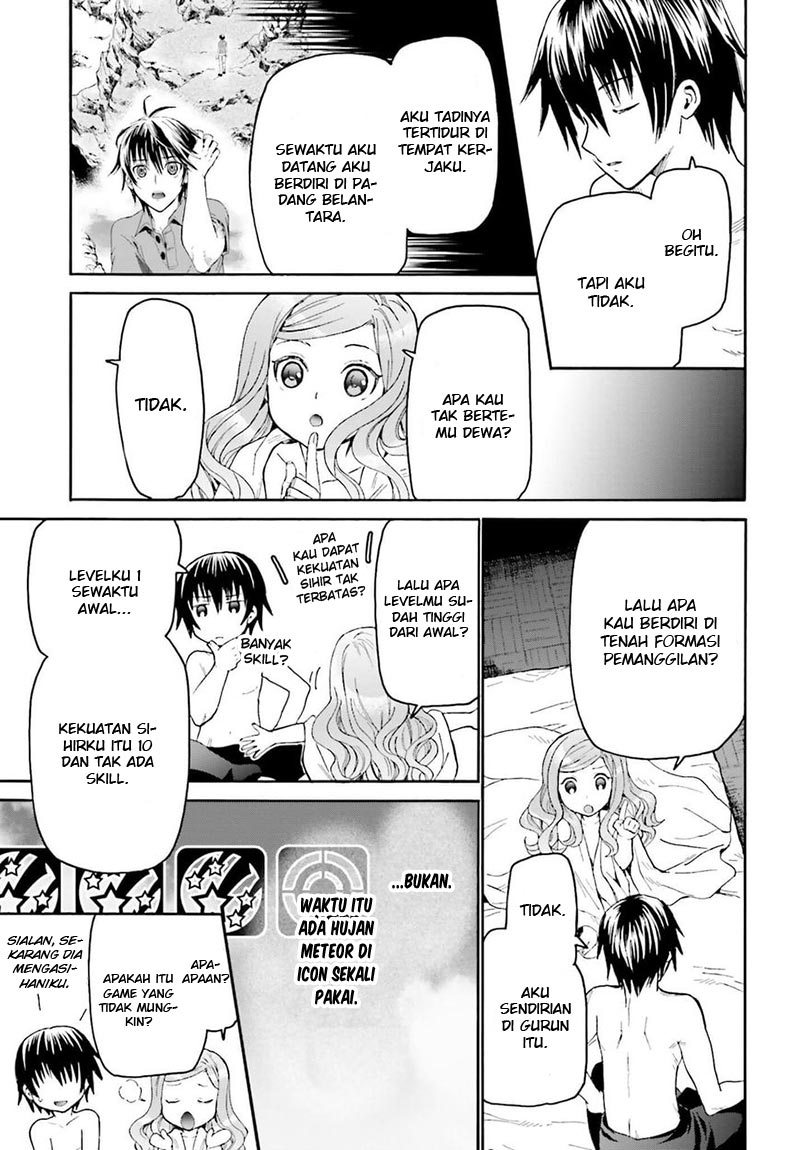 OH
BEGITU.
TAPI AKU
TIDAK.
AKU TADINYA
TERTIDUR DI
TEMPAT KER-
JAKU.
SEWAKTU AKU
DATANG AKU
BERDIRI DI PA-
DANG BELAN-
TARA.
APA KAU
TAK BERTE-
MU DEWA?
TIDAK.
LALU APA
KAU BERDIRI DI
TENAH FORMASI
PEMANGGILAN?
TIDAK.
AKU
SENDIRIAN
DI GURUN
ITU.
LALU APA
LEVELMU SU-
DAH TINGGI
DARI AWAL?
APA
KAU DAPAT
KEKUATAN
SIHIR TAK
TERBATAS?
BANYAK
SKILL?
LEVELKU 1
SEWAKTU
AWAL...
KEKUATAN SI-
HIRKU ITU 10
DAN TAK ADA
SKILL.
...BUKAN.
WAKTU ITU
ADA HUJAN
METEOR DI
ICON SEKALI
PAKAI.
APA-
APAAN?
APAKAH ITU
GAME YANG
TIDAK MUNG-
KIN?
SIALAN, SE-
KARANG DIA
MENGASI-
HANIKU.